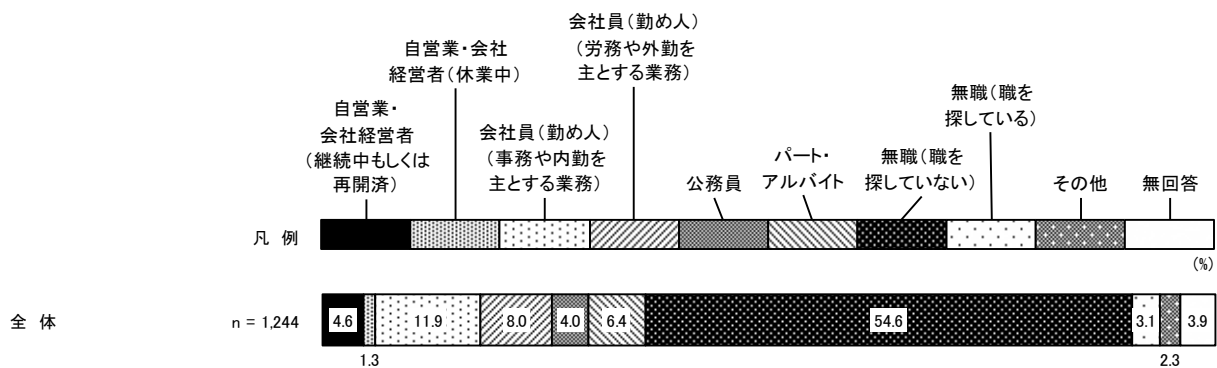 会社員（勤め人）
（労務や外勤を
主とする業務）
自営業・会社
経営者（休業中）
自営業・
会社経営者
（継続中もしくは
再開済）
会社員（勤め人）
（事務や内勤を
主とする業務）
公務員
パート・
アルバイト
無職（職を
探していない）
無職（職を
探している）
その他
無回答
凡 例
(%)
全 体
n = 1,244
4.6
11.9
8.0
4.0
6.4
54.6
3.1
3.9
1.3
2.3